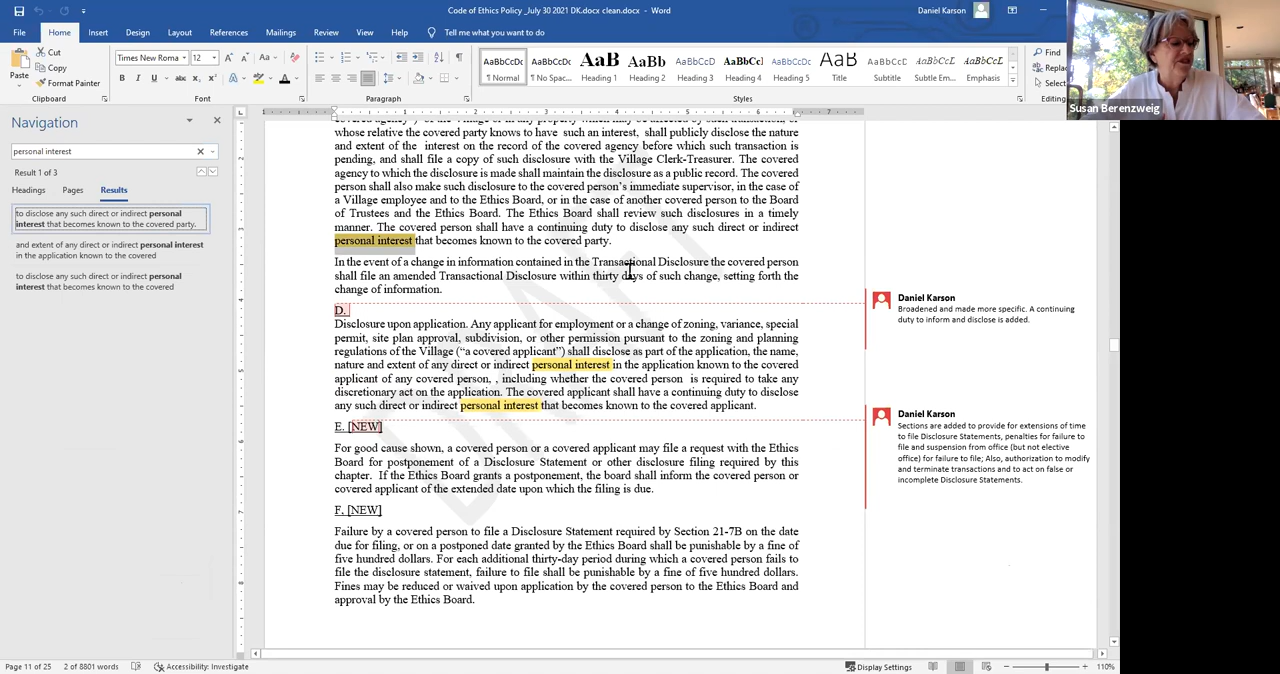 Code of Ethics Policy _July 30 2021 DK.docx clean.docx - Word
Daniel Karson
File
Home
Insert
Design
Layout
References
Mailings
Review
View
Help
Tell me what you do
Paste
Cut
Copy
Format Painter
Clipboard
Times New Roma
12
Font
Paragraph
AaBbCcDc
¶ Normal
AaBbCcDc
¶ No Spac...
AaB
Heading 1
AaBb
Heading 2
AaBbCcD
Heading 3
AaBbCc
Heading 4
AaBbCcDc
Heading 5
AaB
Title
AaBbCcD
Subtitle
AaBbCcL
Subtle Em...
AaBbCcL
Emphasis
Styles
Find
Replac
Select
Editing
Susan Berenzweig
Navigation
personal interest
Result 1 of 3
Headings
Pages
Results
to disclose any such direct or indirect personal
interest that becomes known to the covered party.
and extent of any direct or indirect personal interest
in the application known to the covered
to disclose any such direct or indirect personal
interest that becomes known to the covered
whose relative the covered party knows to have such an interest, shall publicly disclose the nature
and extent of the interest on the record of the covered agency before which such transaction is
pending, and shall file a copy of such disclosure with the Village Clerk-Treasurer. The covered
agency to which the disclosure is made shall maintain the disclosure as a public record. The covered
person shall also make such disclosure to the covered person's immediate supervisor, in the case of
a Village employee and to the Ethics Board, or in the case of another covered person to the Board
of Trustees and the Ethics Board. The Ethics Board shall review such disclosures in a timely
manner. The covered person shall have a continuing duty to disclose any such direct or indirect
personal interest that becomes known to the covered party.
In the event of a change in information contained in the Transactional Disclosure the covered person
shall file an amended Transactional Disclosure within thirty days of such change, setting forth the
change of information.
D.
Disclosure upon application. Any applicant for employment or a change of zoning, variance, special
permit, site plan approval, subdivision, or other permission pursuant to the zoning and planning
regulations of the Village (“a covered applicant”) shall disclose as part of the application, the name,
nature and extent of any direct or indirect personal interest in the application known to the covered
applicant of any covered person, , including whether the covered person is required to take any
discretionary act on the application. The covered applicant shall have a continuing duty to disclose
any such direct or indirect personal interest that becomes known to the covered applicant.
E. [NEW]
For good cause shown, a covered person or a covered applicant may file a request with the Ethics
Board for postponement of a Disclosure Statement or other disclosure filing required by this
chapter. If the Ethics Board grants a postponement, the board shall inform the covered person or
covered applicant of the extended date upon which the filing is due.
F, [NEW]
Failure by a covered person to file a Disclosure Statement required by Section 21-7B on the date
due for filing, or on a postponed date granted by the Ethics Board shall be punishable by a fine of
five hundred dollars. For each additional thirty-day period during which a covered person fails to
file the disclosure statement, failure to file shall be punishable by a fine of five hundred dollars.
Fines may be reduced or waived upon application by the covered person to the Ethics Board and
approval by the Ethics Board.
Daniel Karson
Broadened and made more specific. A continuing
duty to inform and disclose is added.
Daniel Karson
Sections are added to provide for extensions of time
to file Disclosure Statements, penalties for failure to
file and suspension from office (but not elective
office) for failure to file; Also, authorization to modify
and terminate transactions and to act on false or
incomplete Disclosure Statements.
Page 11 of 25
2 of 8801 words
Accessibility: Investigate
Display Settings
110%